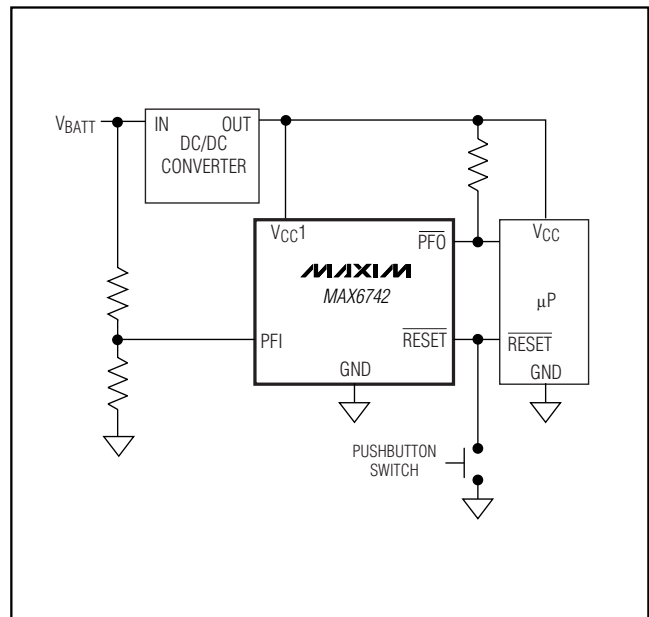 VBATT
IN OUT
DC/DC
CONVERTER
VCC1
PFO
VCC
MAXIM
MAX6742
µP
PFI
RESET
RESET
GND
GND
PUSHBUTTON
SWITCH